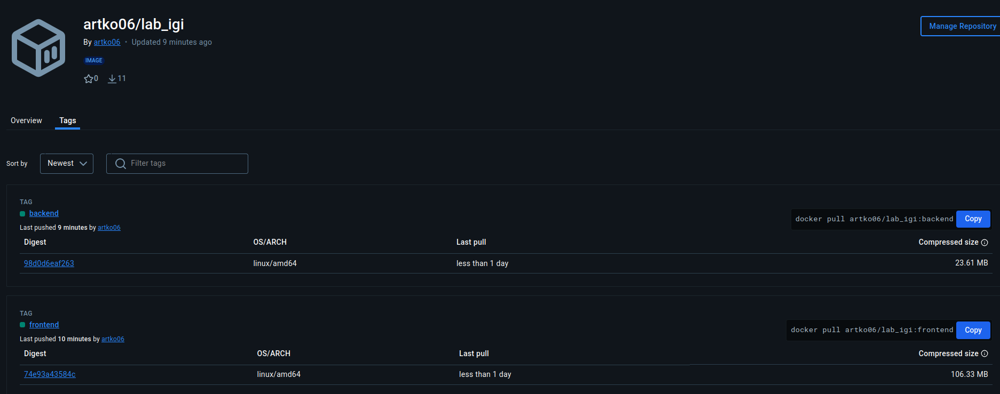 artko06/lab_igi
Manage Repository
By artko06 • Updated 9 minutes ago
IMAGE
0 11
Overview Tags
Sort by Newest Filter tags
TAG
backend
docker pull artko06/lab_igi:backend Copy
Last pushed 9 minutes by artko06
Digest OS/ARCH Last pull Compressed size
98d0d6eaf263 linux/amd64 less than 1 day 23.61 MB
TAG
frontend
docker pull artko06/lab_igi:frontend Copy
Last pushed 10 minutes by artko06
Digest OS/ARCH Last pull Compressed size
74e93a43584c linux/amd64 less than 1 day 106.33 MB